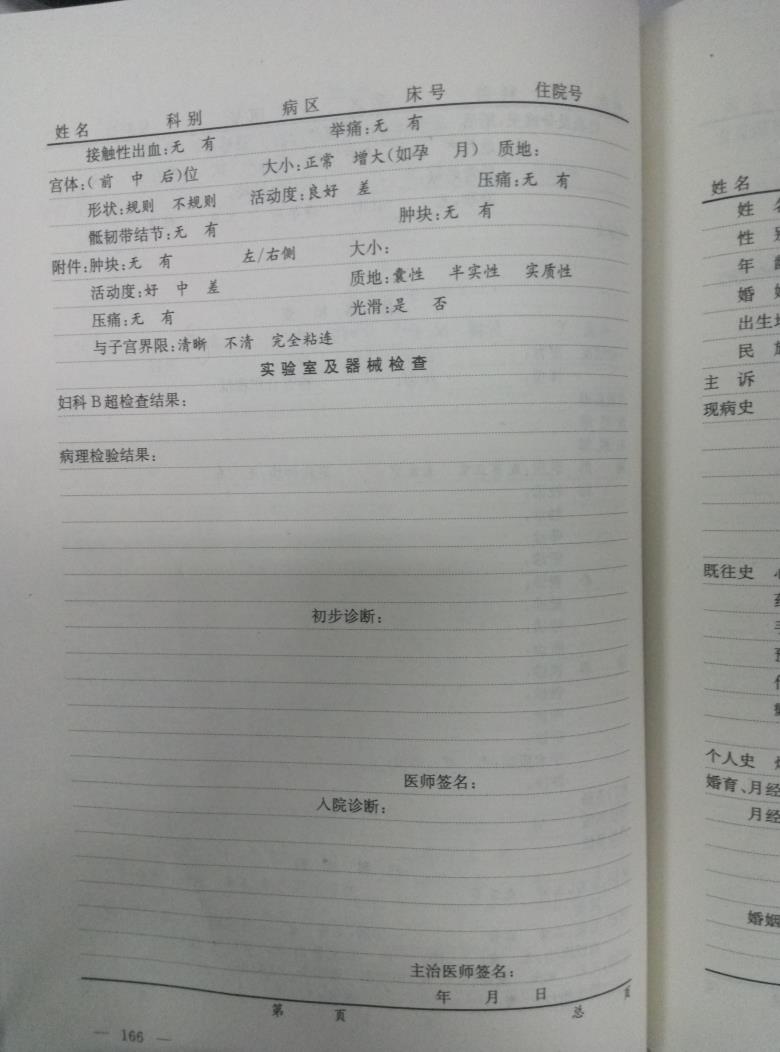 姓名 科别 病区 床号 住院号
接触性出血:无 有 举痛:无 有
宫体:(前 中 后)位 大小:正常 增大(如孕 月) 质地:
形状:规则 不规则 活动度:良好 差 压痛:无 有
骶韧带结节:无 有 肿块:无 有
附件:肿块:无 有 左/右侧 大小:
活动度:好 中 差 质地:囊性 半实性 实质性
压痛:无 有 光滑:是 否
与子宫界限:清晰 不清 完全粘连
实验室及器械检查
妇科B超检查结果:
病理检验结果:
初步诊断:
医师签名:
入院诊断:
主治医师签名:
年 月 日
第 页 总
— 166 —
姓名
姓
性
年
婚
出生
民
主诉
现病史
既往史
个人史
婚育、月经
月经
婚姻